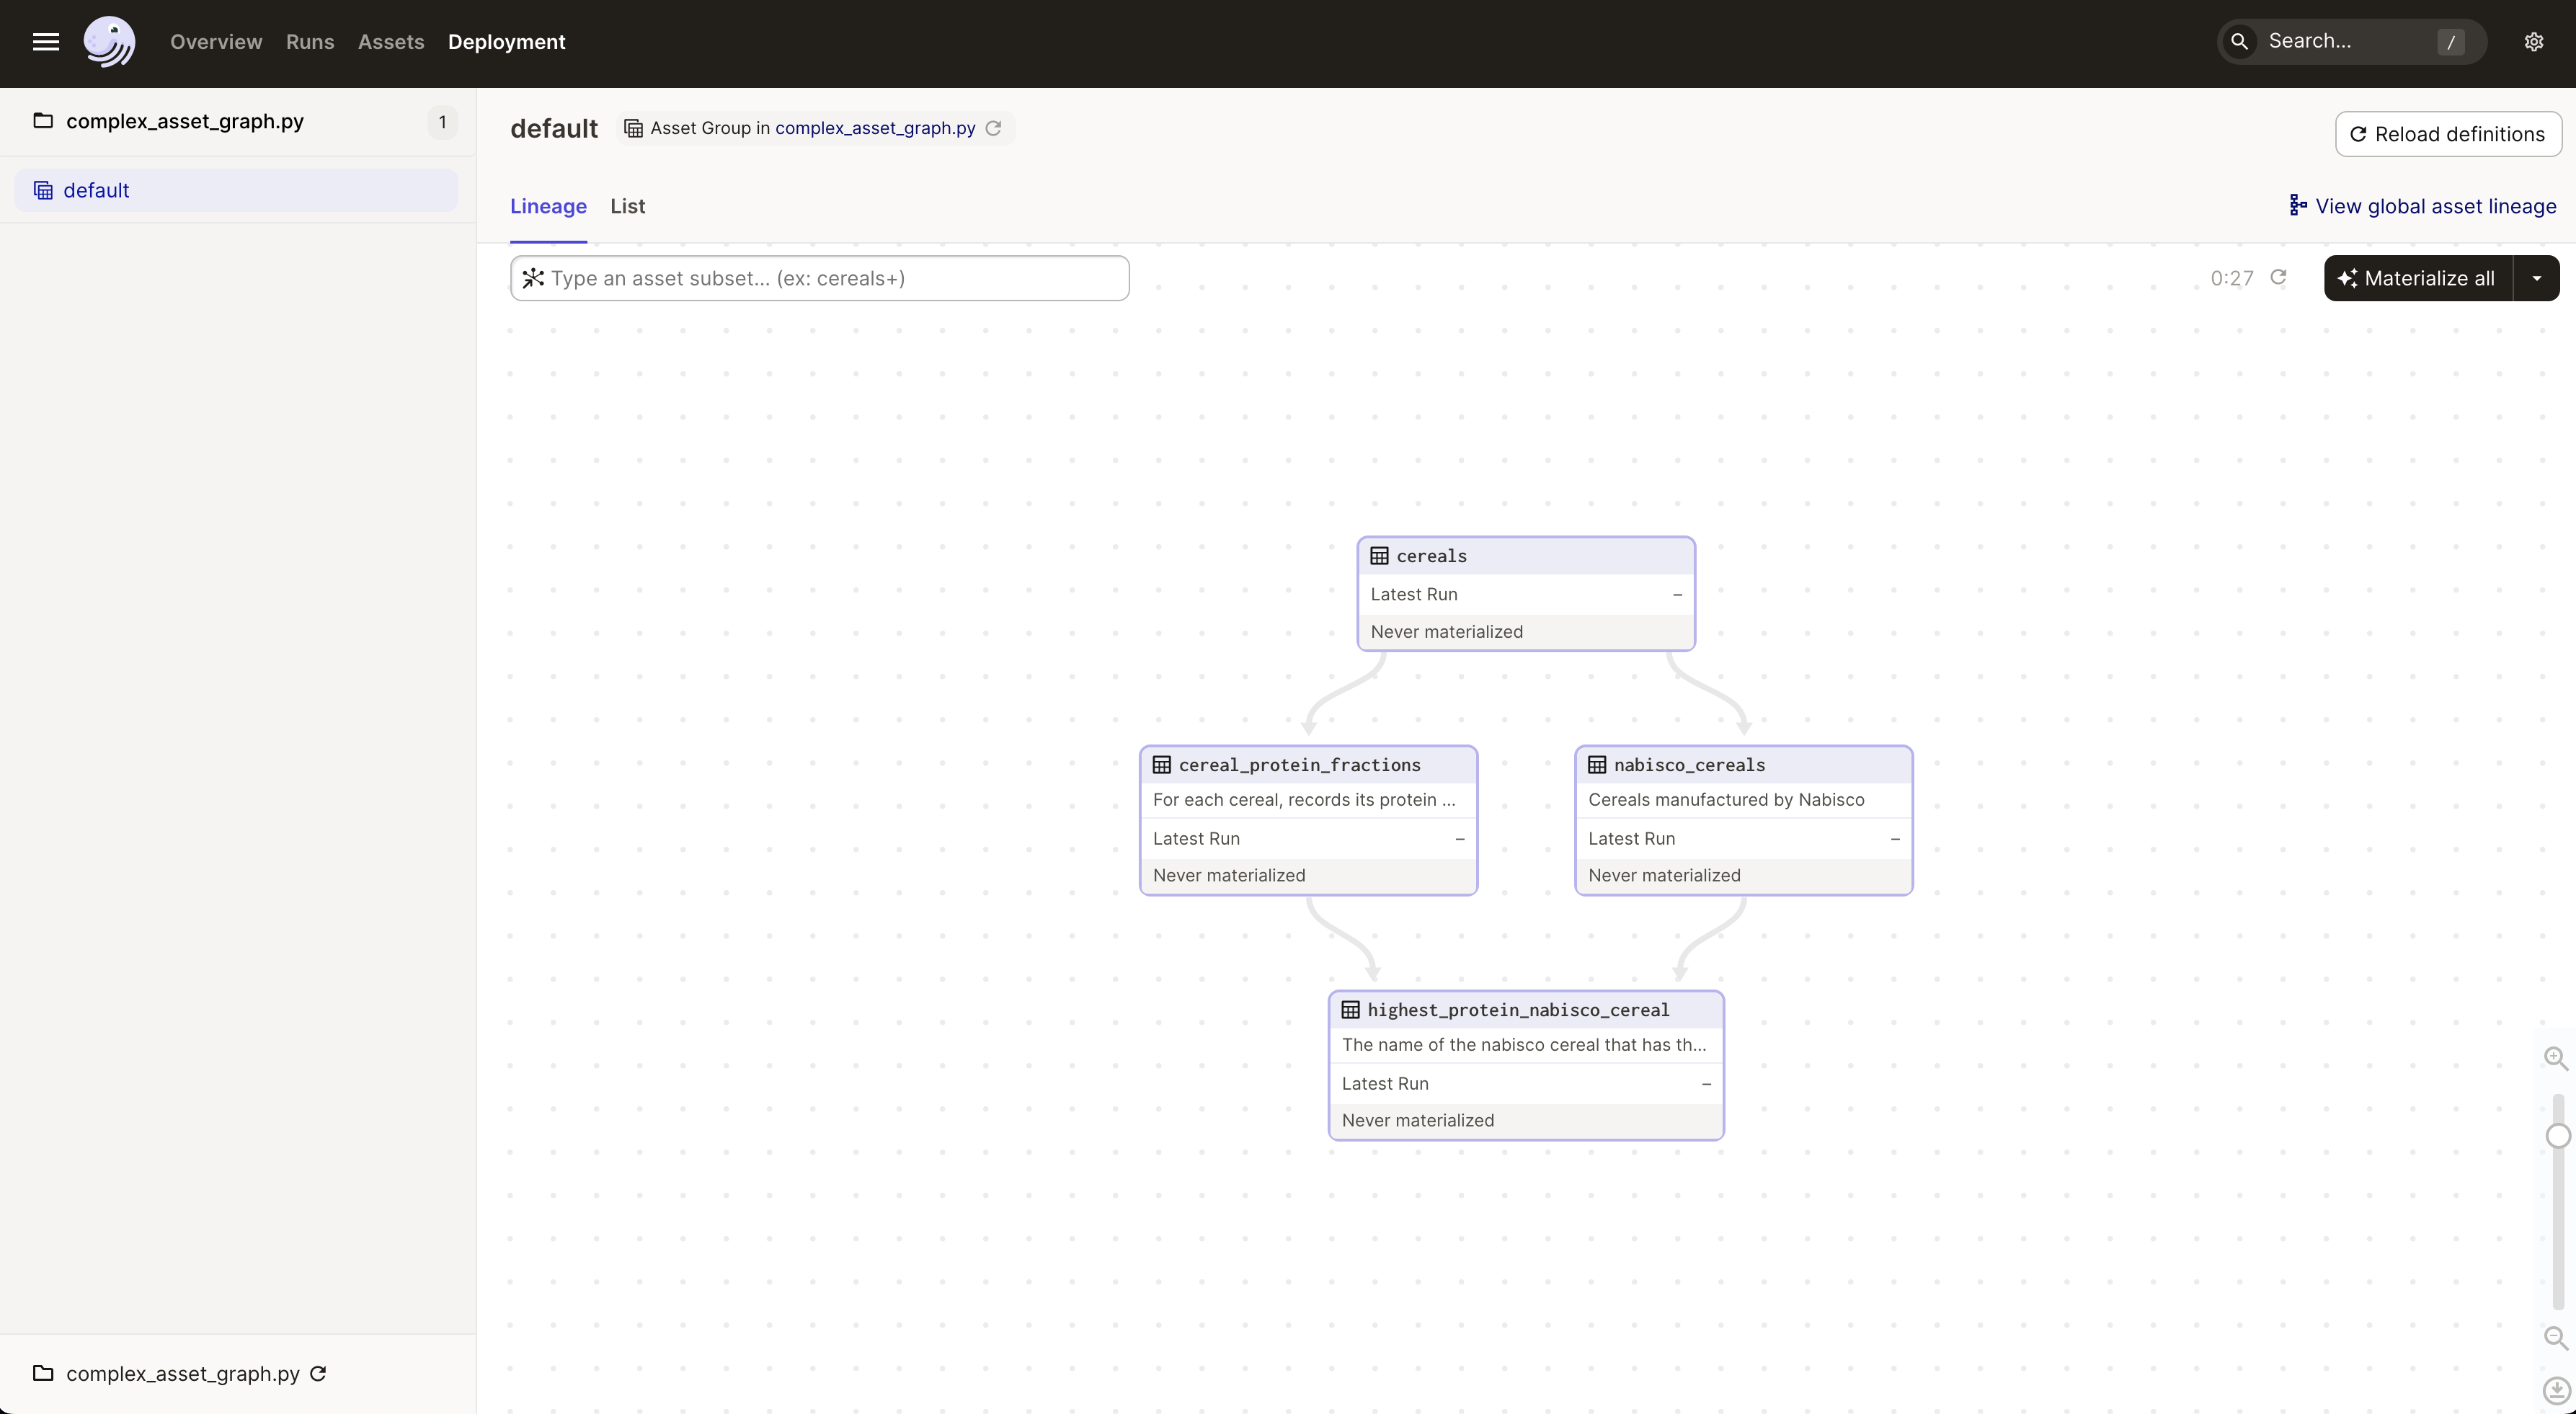 Overview Runs Assets Deployment
Search... /
complex_asset_graph.py 1
default
default Asset Group in complex_asset_graph.py
Reload definitions
Lineage List
View global asset lineage
Type an asset subset... (ex: cereals+)
0:27
Materialize all
cereals
Latest Run –
Never materialized
cereal_protein_fractions
For each cereal, records its protein ...
Latest Run –
Never materialized
nabisco_cereals
Cereals manufactured by Nabisco
Latest Run –
Never materialized
highest_protein_nabisco_cereal
The name of the nabisco cereal that has th...
Latest Run –
Never materialized
complex_asset_graph.py